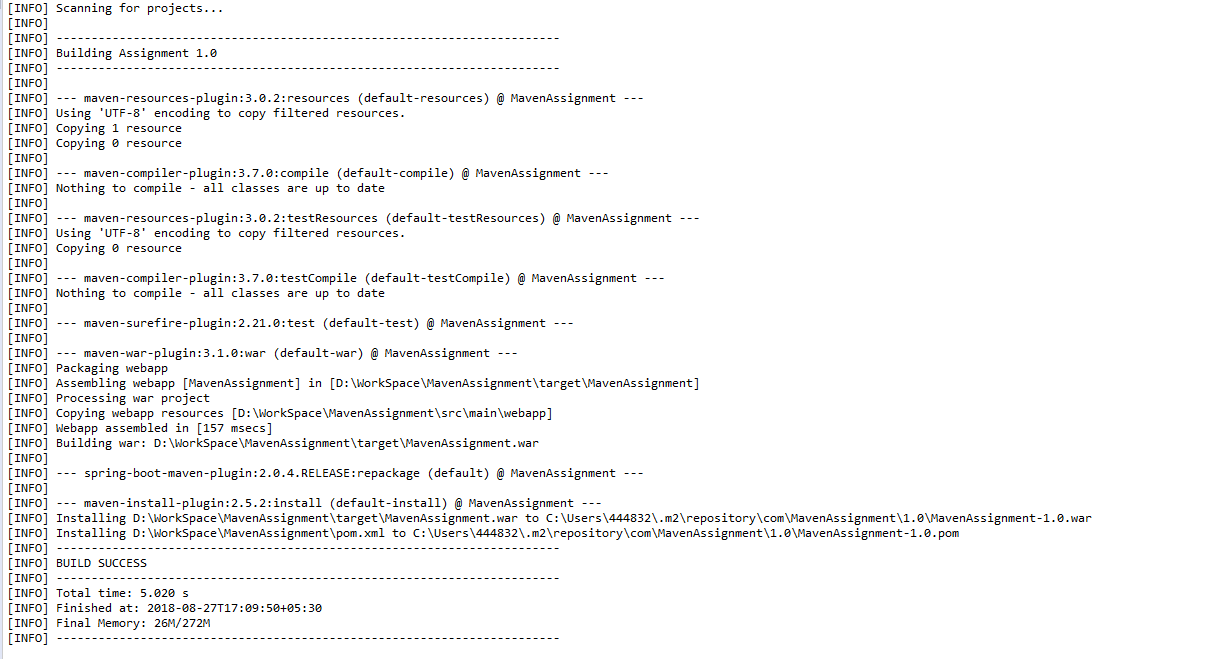 [INFO] Scanning for projects...
[INFO]
[INFO] ------------------------------------------------------------------------
[INFO] Building Assignment 1.0
[INFO] ------------------------------------------------------------------------
[INFO]
[INFO] --- maven-resources-plugin:3.0.2:resources (default-resources) @ MavenAssignment ---
[INFO] Using 'UTF-8' encoding to copy filtered resources.
[INFO] Copying 1 resource
[INFO] Copying 0 resource
[INFO]
[INFO] --- maven-compiler-plugin:3.7.0:compile (default-compile) @ MavenAssignment ---
[INFO] Nothing to compile - all classes are up to date
[INFO]
[INFO] --- maven-resources-plugin:3.0.2:testResources (default-testResources) @ MavenAssignment ---
[INFO] Using 'UTF-8' encoding to copy filtered resources.
[INFO] Copying 0 resource
[INFO]
[INFO] --- maven-compiler-plugin:3.7.0:testCompile (default-testCompile) @ MavenAssignment ---
[INFO] Nothing to compile - all classes are up to date
[INFO]
[INFO] --- maven-surefire-plugin:2.21.0:test (default-test) @ MavenAssignment ---
[INFO]
[INFO] --- maven-war-plugin:3.1.0:war (default-war) @ MavenAssignment ---
[INFO] Packaging webapp
[INFO] Assembling webapp [MavenAssignment] in [D:\WorkSpace\MavenAssignment\target\MavenAssignment]
[INFO] Processing war project
[INFO] Copying webapp resources [D:\WorkSpace\MavenAssignment\src\main\webapp]
[INFO] Webapp assembled in [157 msecs]
[INFO] Building war: D:\WorkSpace\MavenAssignment\target\MavenAssignment.war
[INFO]
[INFO] --- spring-boot-maven-plugin:2.0.4.RELEASE:repackage (default) @ MavenAssignment ---
[INFO]
[INFO] --- maven-install-plugin:2.5.2:install (default-install) @ MavenAssignment ---
[INFO] Installing D:\WorkSpace\MavenAssignment\target\MavenAssignment.war to C:\Users\444832\.m2\repository\com\MavenAssignment\1.0\MavenAssignment-1.0.war
[INFO] Installing D:\WorkSpace\MavenAssignment\pom.xml to C:\Users\444832\.m2\repository\com\MavenAssignment\1.0\MavenAssignment-1.0.pom
[INFO] ------------------------------------------------------------------------
[INFO] BUILD SUCCESS
[INFO] ------------------------------------------------------------------------
[INFO] Total time: 5.020 s
[INFO] Finished at: 2018-08-27T17:09:50+05:30
[INFO] Final Memory: 26M/272M
[INFO] ------------------------------------------------------------------------